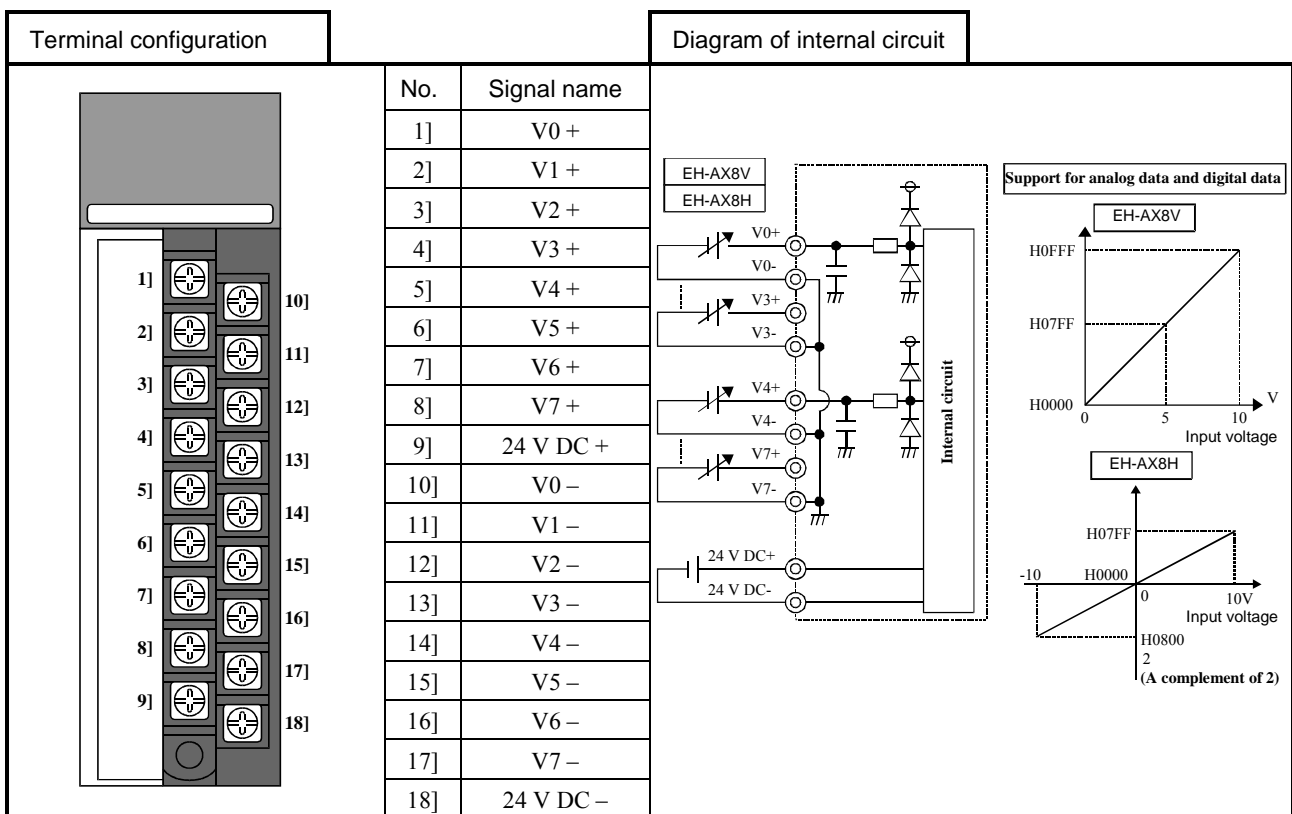 Terminal configuration
Diagram of internal circuit
1]
2]
3]
4]
5]
6]
7]
8]
9]
10]
11]
12]
13]
14]
15]
16]
17]
18]
No. Signal name
1] V0 +
2] V1 +
3] V2 +
4] V3 +
5] V4 +
6] V5 +
7] V6 +
8] V7 +
9] 24 V DC +
10] V0 –
11] V1 –
12] V2 –
13] V3 –
14] V4 –
15] V5 –
16] V6 –
17] V7 –
18] 24 V DC –
EH-AX8V
EH-AX8H
V0+
V0-
V3+
V3-
V4+
V4-
V7+
V7-
24 V DC+
24 V DC-
Internal circuit
Support for analog data and digital data
EH-AX8V
H0FFF
H07FF
H0000
0 5 10 V
Input voltage
EH-AX8H
H07FF
-10 H0000
0 10V
Input voltage
H0800
2
(A complement of 2)